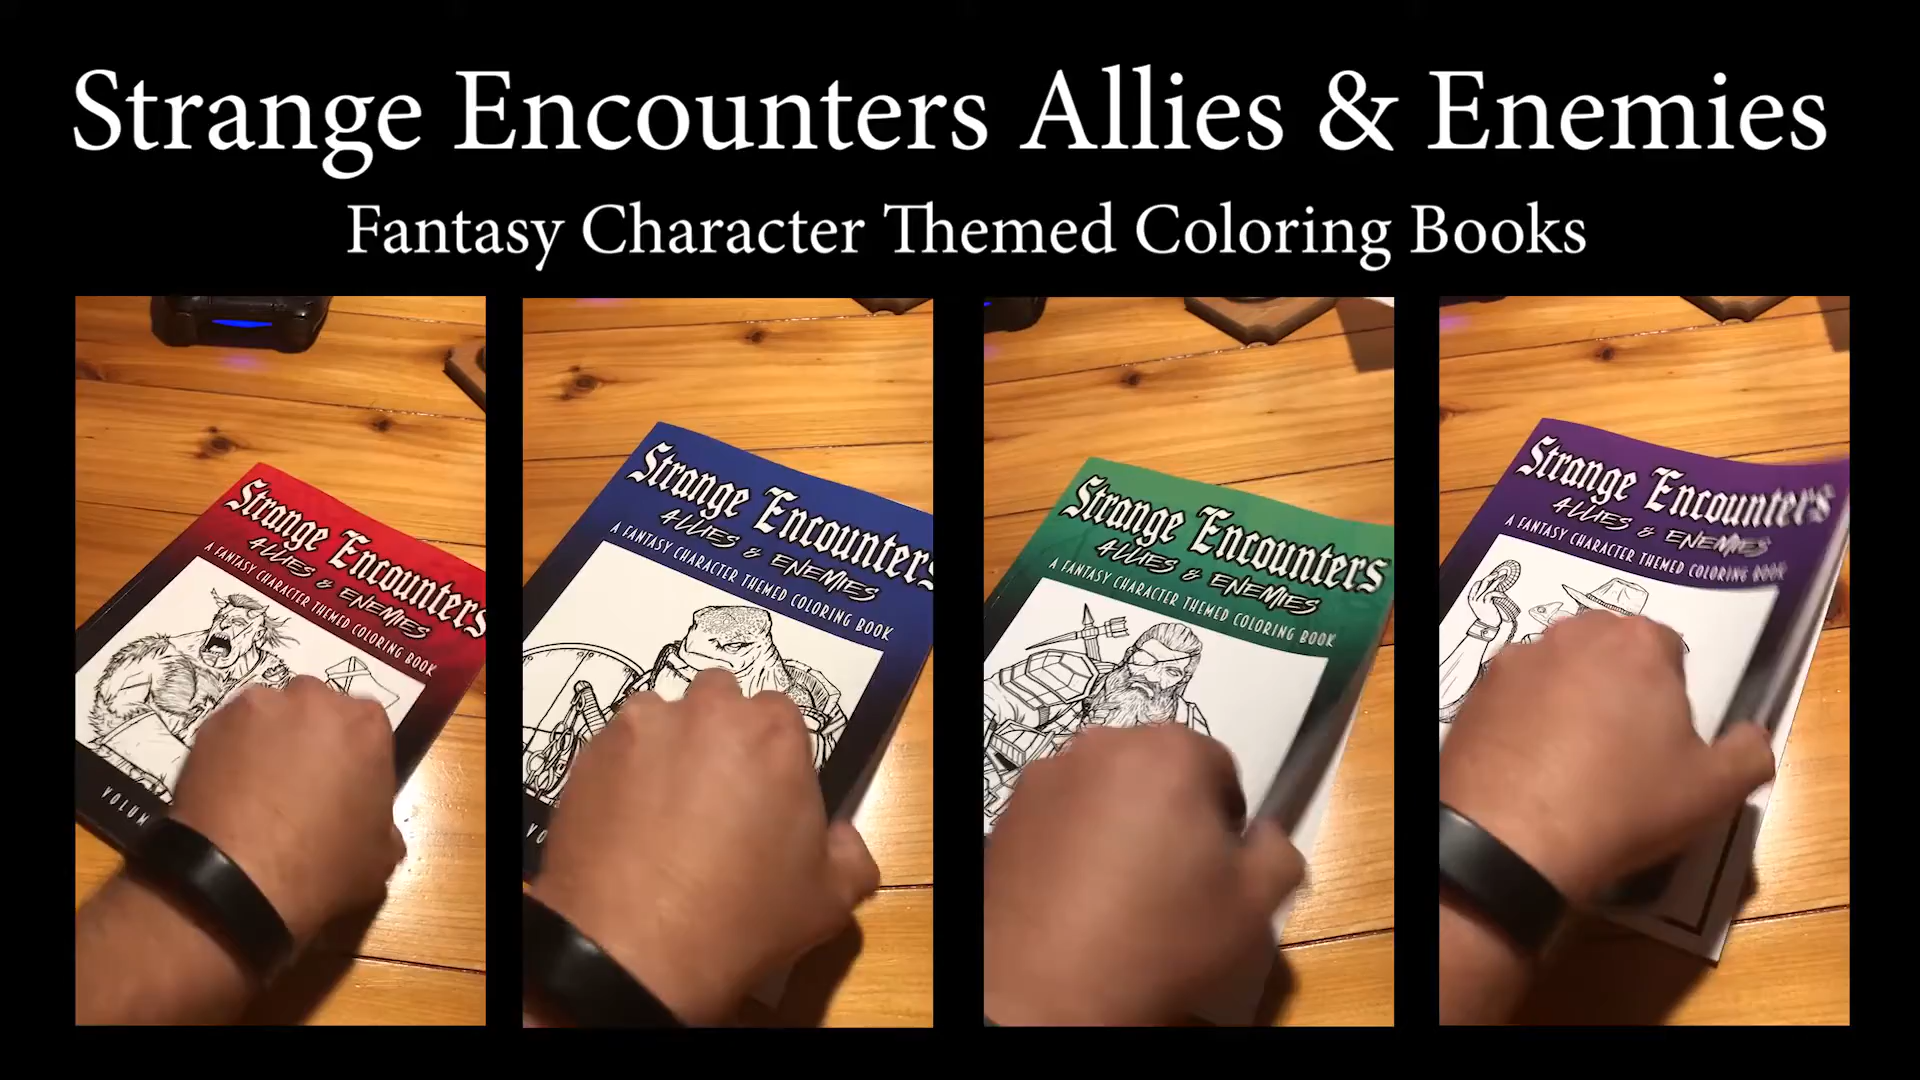 Strange Encounters Allies & Enemies
Fantasy Character Themed Coloring Books
Strange Encounters
ALLIES & ENEMIES
A FANTASY CHARACTER THEMED COLORING BOOK
Strange Encounters
ALLIES & ENEMIES
A FANTASY CHARACTER THEMED COLORING BOOK
Strange Encounters
ALLIES & ENEMIES
A FANTASY CHARACTER THEMED COLORING BOOK
Strange Encounters
ALLIES & ENEMIES
A FANTASY CHARACTER THEMED COLORING BOOK